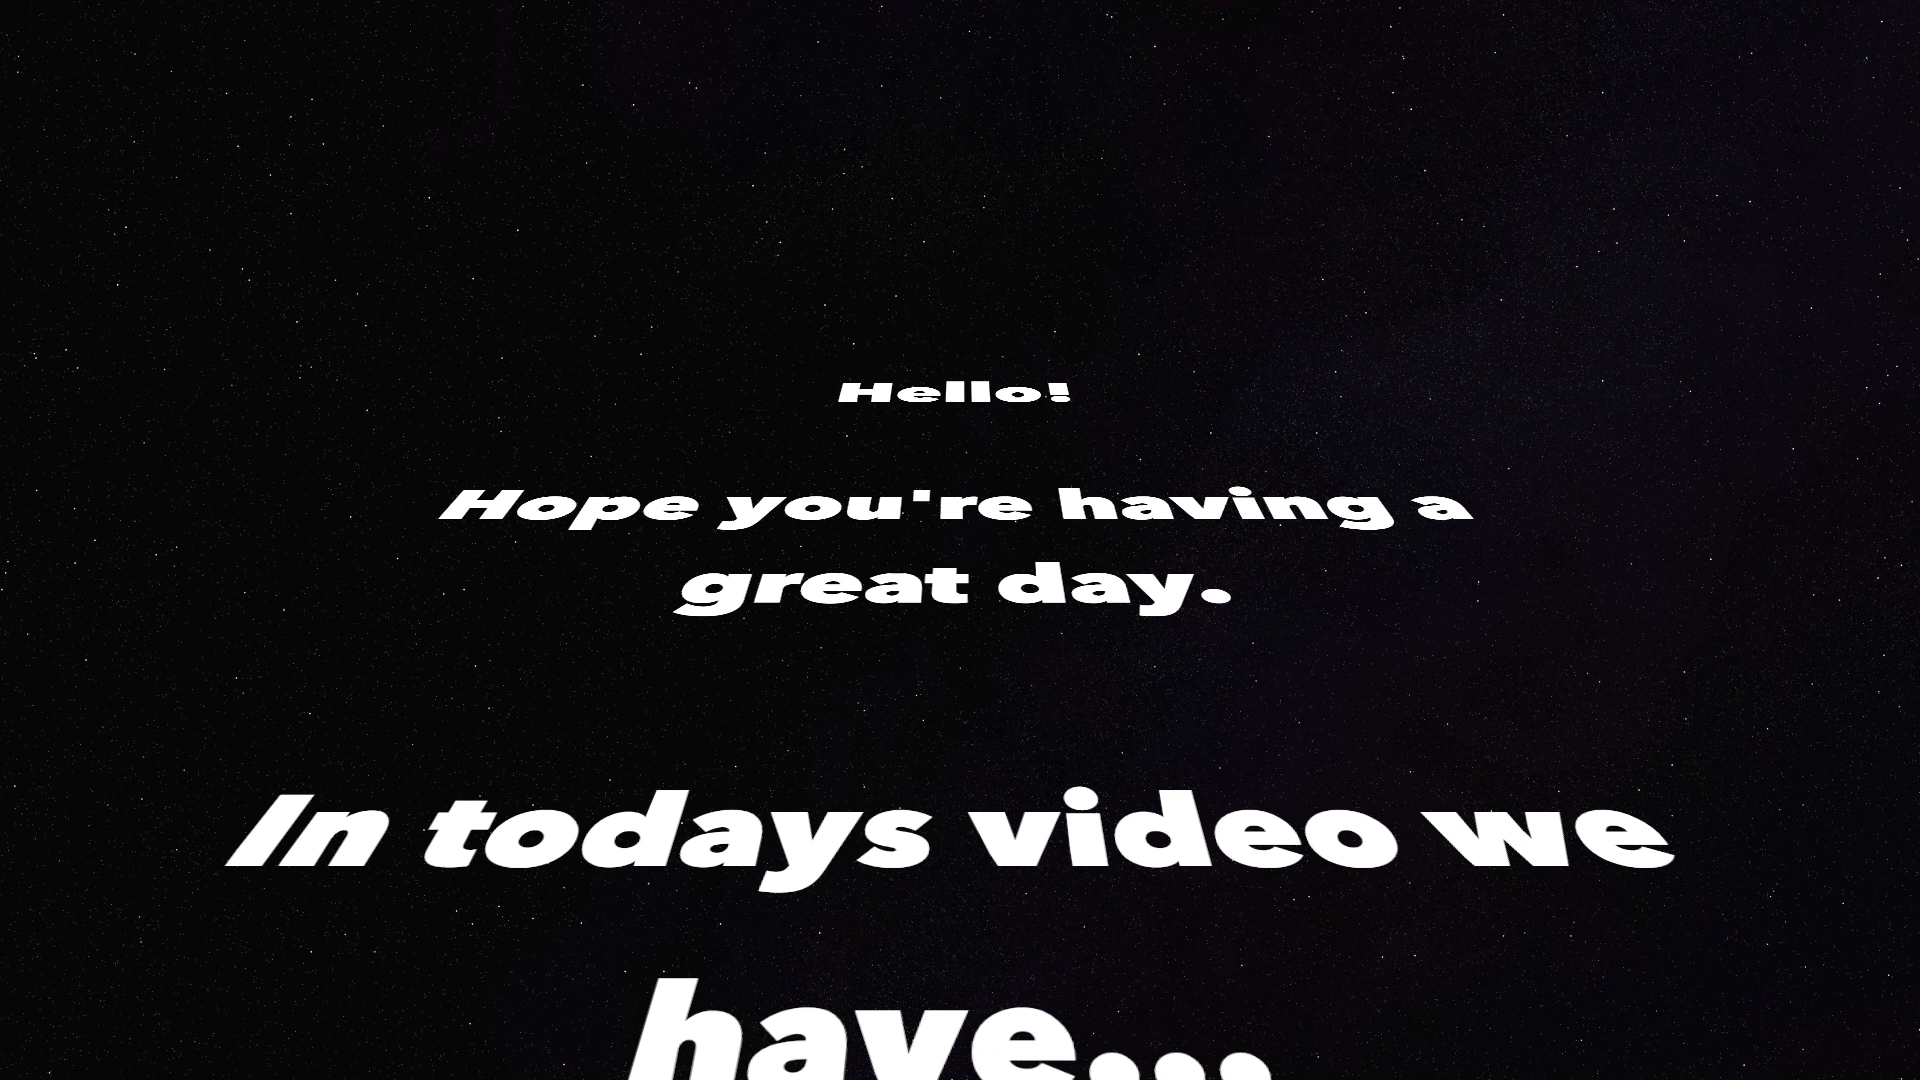 Hello!
Hope you're having a
great day.
In todays video we
have...